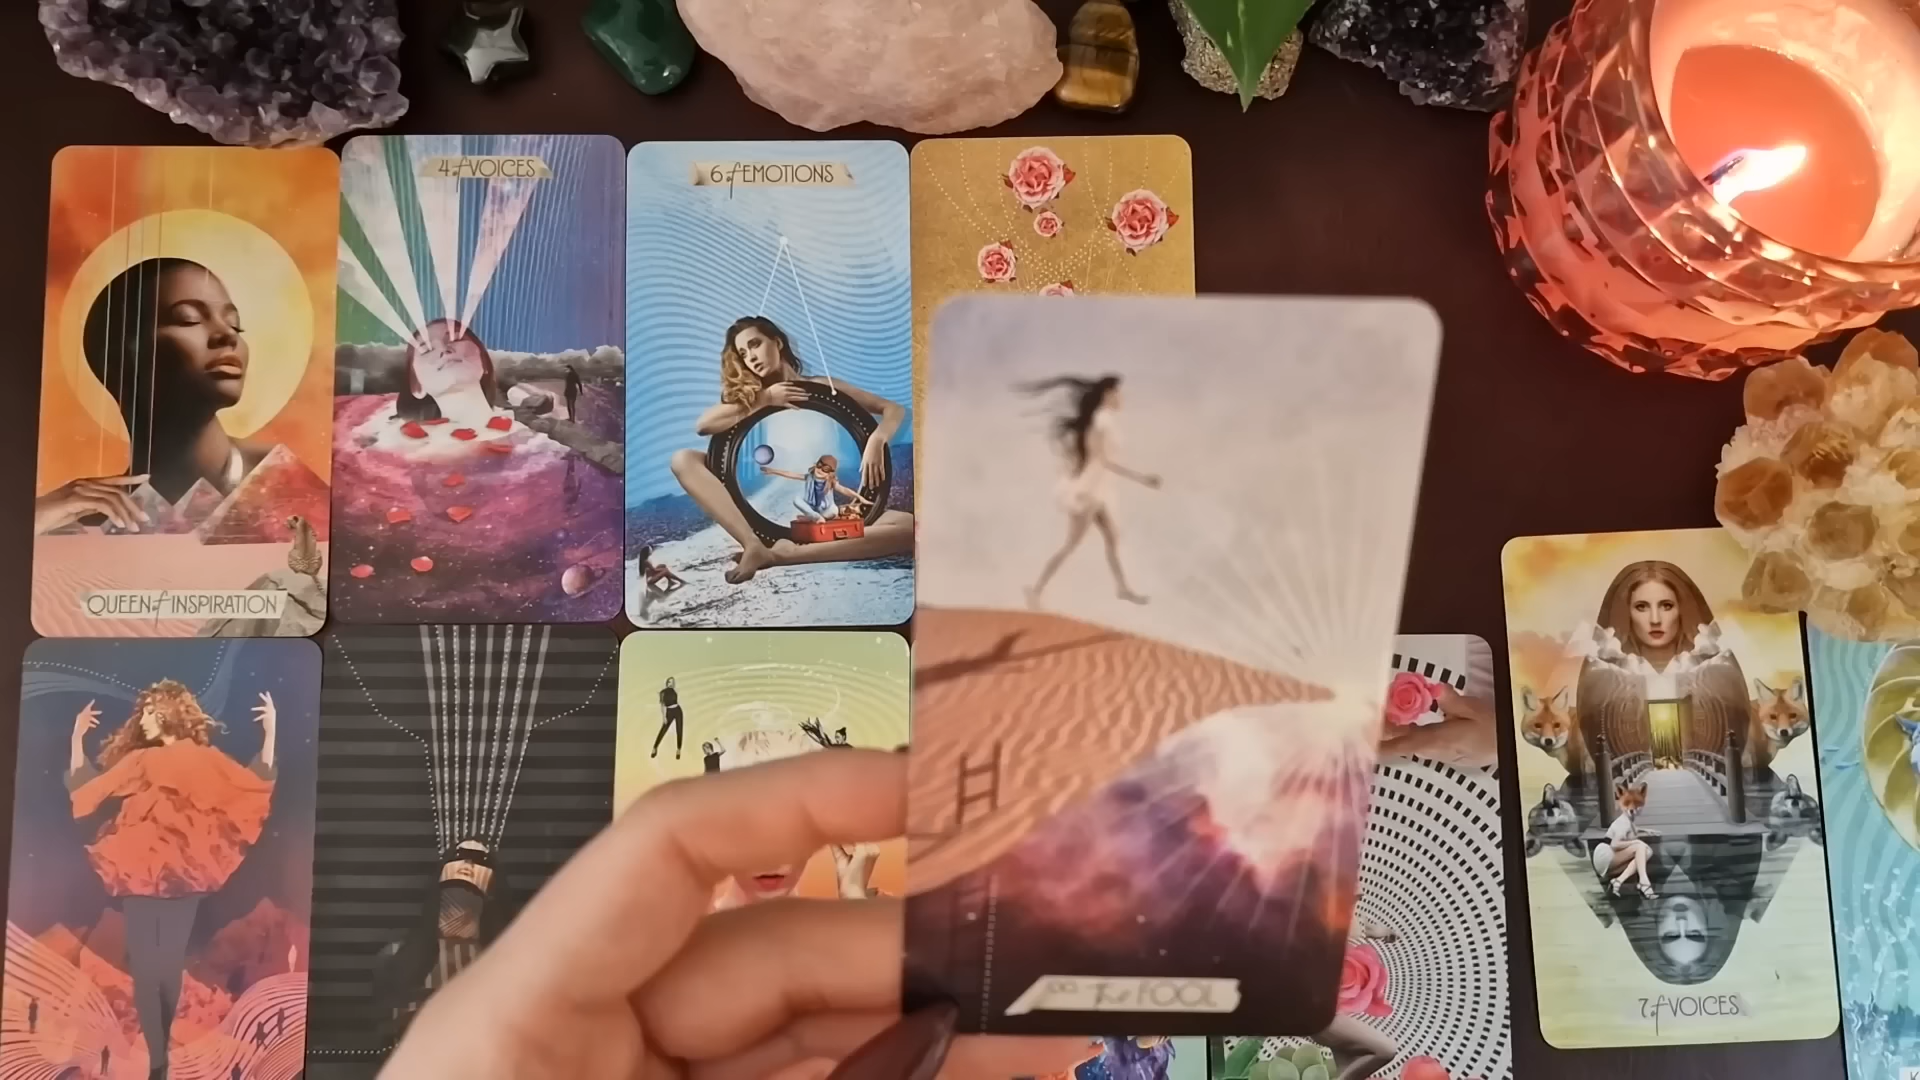 4 of VOICES
6 of EMOTIONS
QUEEN of INSPIRATION
The FOOL
7 of VOICES